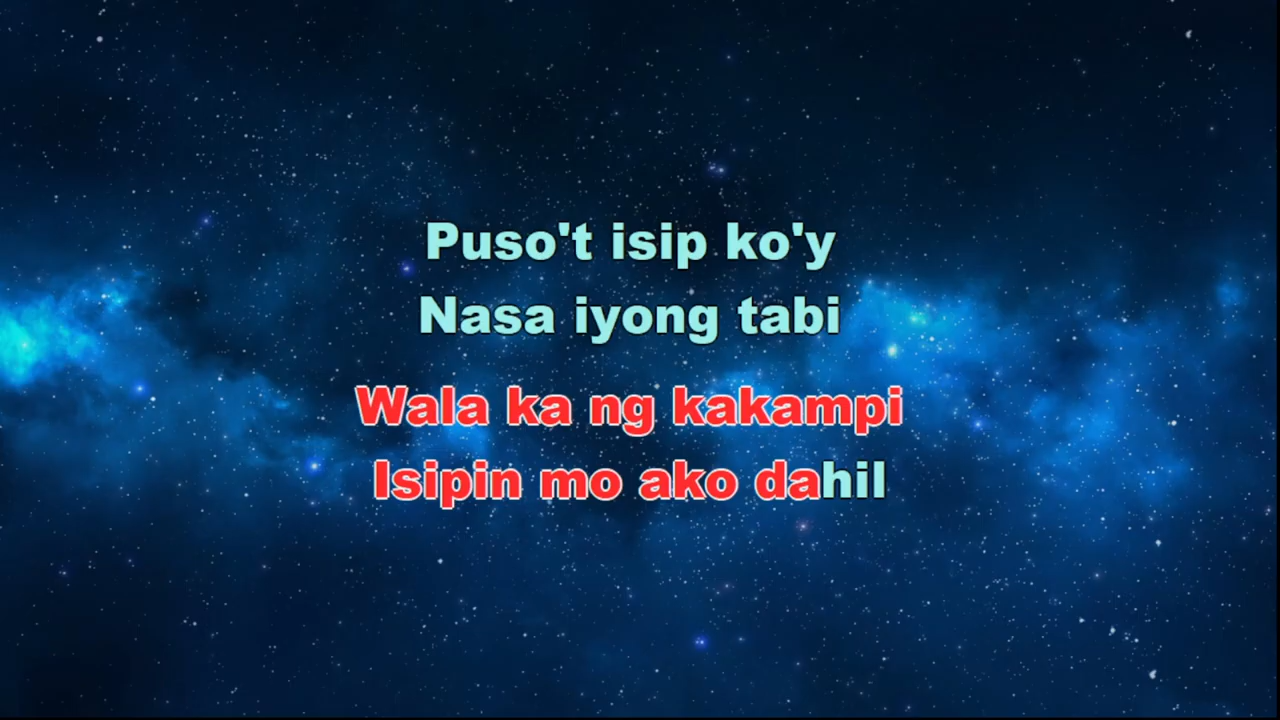 Puso't isip ko'y
Nasa iyong tabi
Wala ka ng kakampi
Isipin mo ako dahil